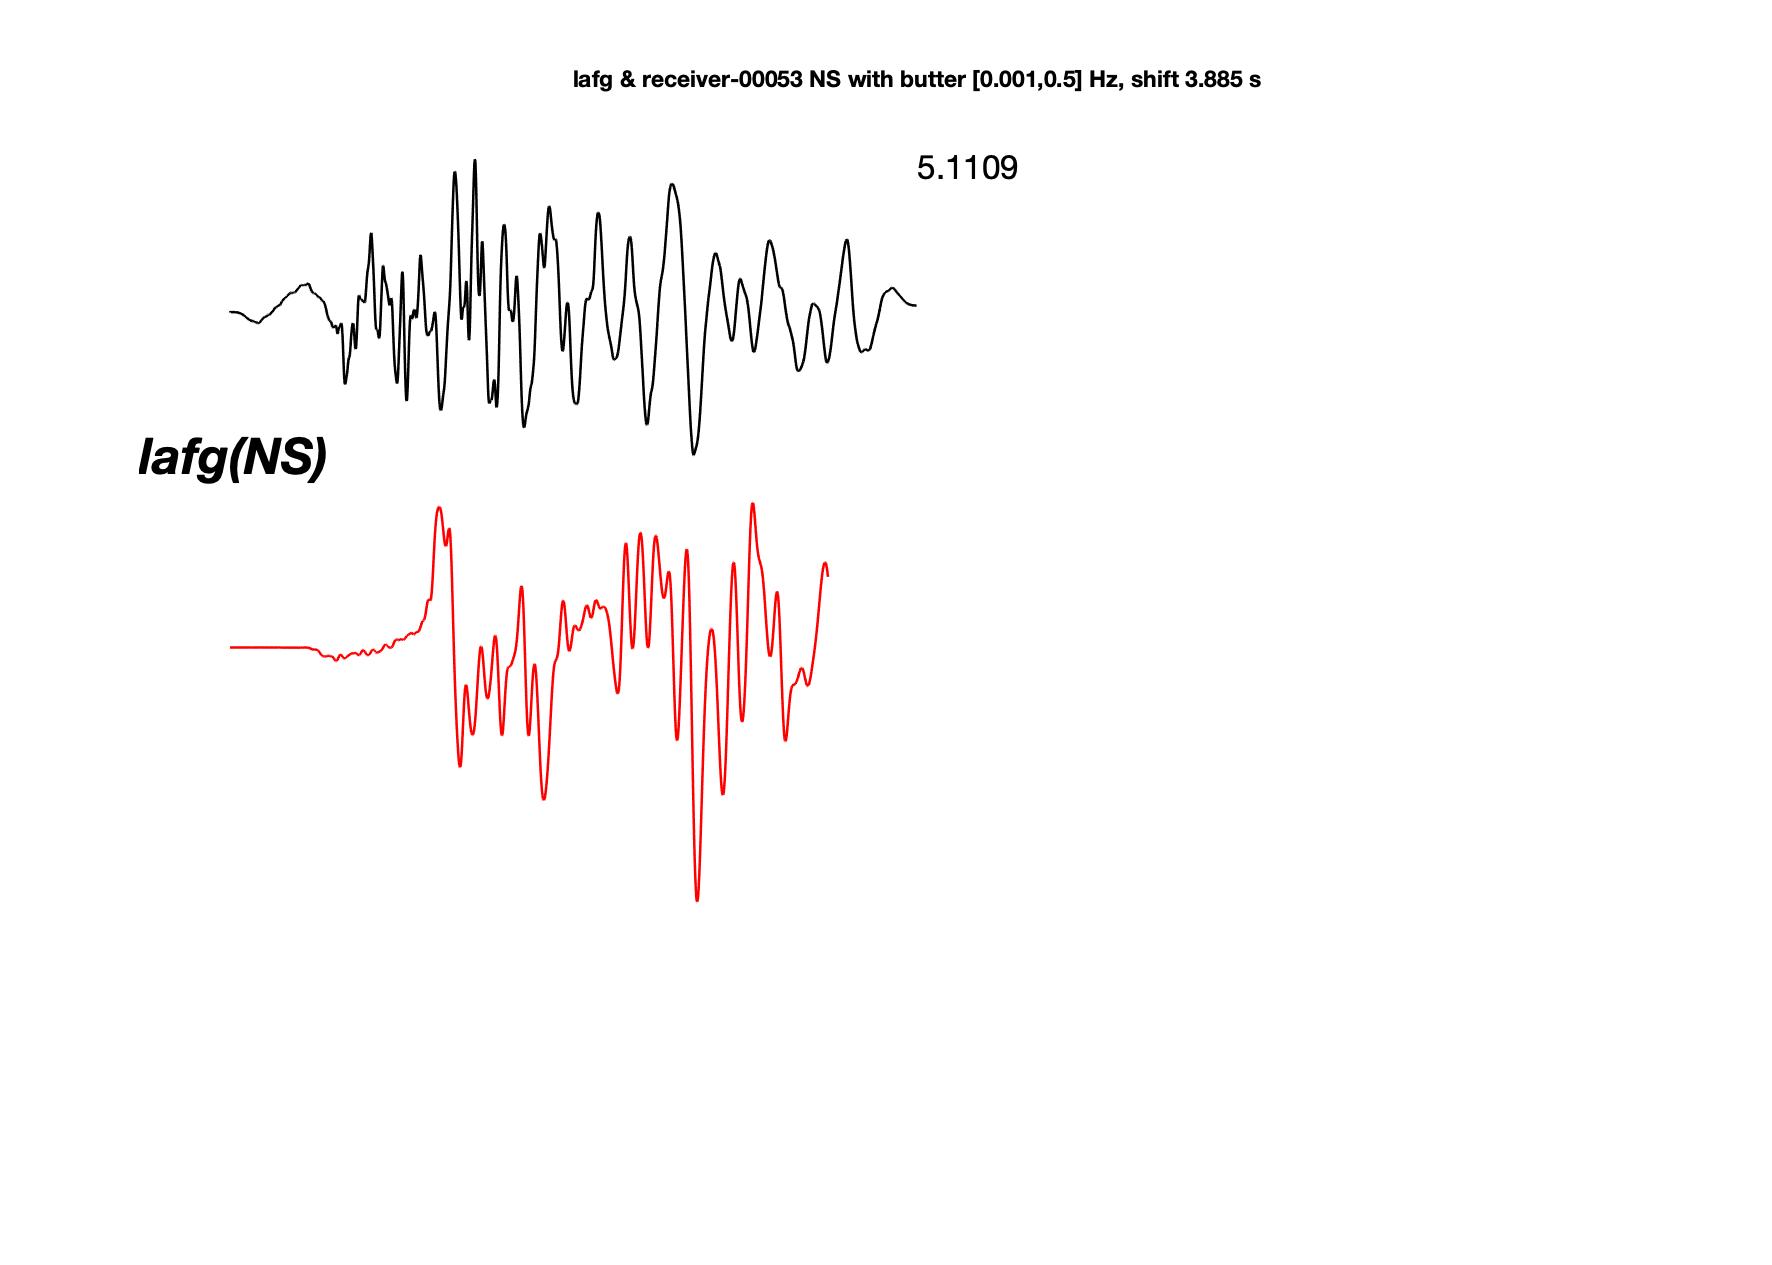 lafg & receiver-00053 NS with butter [0.001,0.5] Hz, shift 3.885 s
5.1109
lafg(NS)